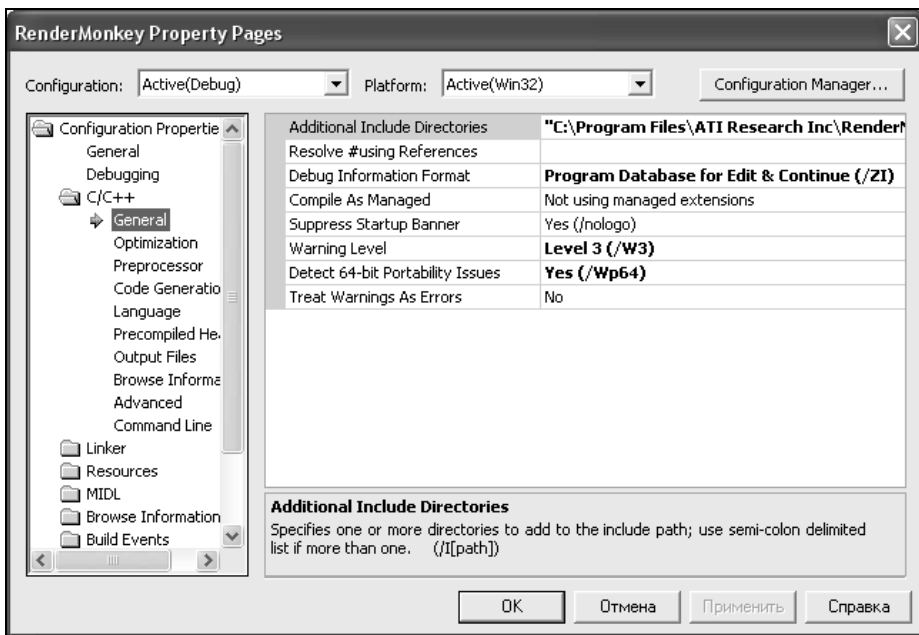 RenderMonkey Property Pages
Configuration: Active(Debug) Platform: Active(Win32) Configuration Manager...
Configuration Propertie
General
Debugging
C/C++
General
Optimization
Preprocessor
Code Generatio
Language
Precompiled He
Output Files
Browse Informa
Advanced
Command Line
Linker
Resources
MIDL
Browse Information
Build Events
Additional Include Directories "C:\Program Files\ATI Research Inc\Render
Resolve #using References
Debug Information Format Program Database for Edit & Continue (/ZI)
Compile As Managed Not using managed extensions
Suppress Startup Banner Yes (/nologo)
Warning Level Level 3 (/W3)
Detect 64-bit Portability Issues Yes (/Wp64)
Treat Warnings As Errors No
Additional Include Directories
Specifies one or more directories to add to the include path; use semi-colon delimited
list if more than one. (/I[path])
OK Отмена Применить Справка